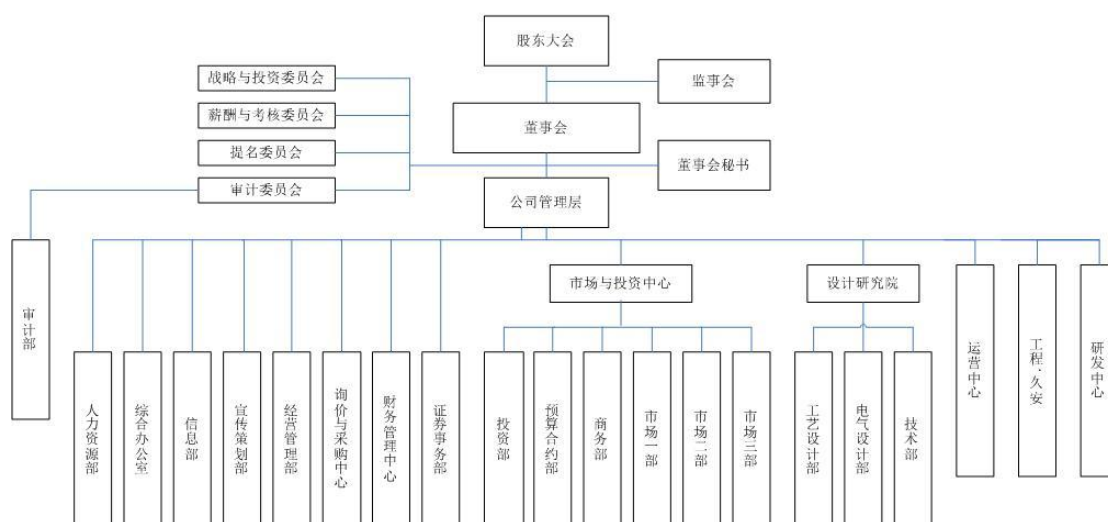 股东大会
战略与投资委员会
监事会
薪酬与考核委员会
董事会
提名委员会
董事会秘书
审计委员会
公司管理层
审计部
市场与投资中心
设计研究院
运营中心
工程·久安
研发中心
人力资源部
综合办公室
信息部
宣传策划部
经营管理部
询价与采购中心
财务管理中心
证券事务部
投资部
预算合约部
商务部
市场一部
市场二部
市场三部
工艺设计部
电气设计部
技术部